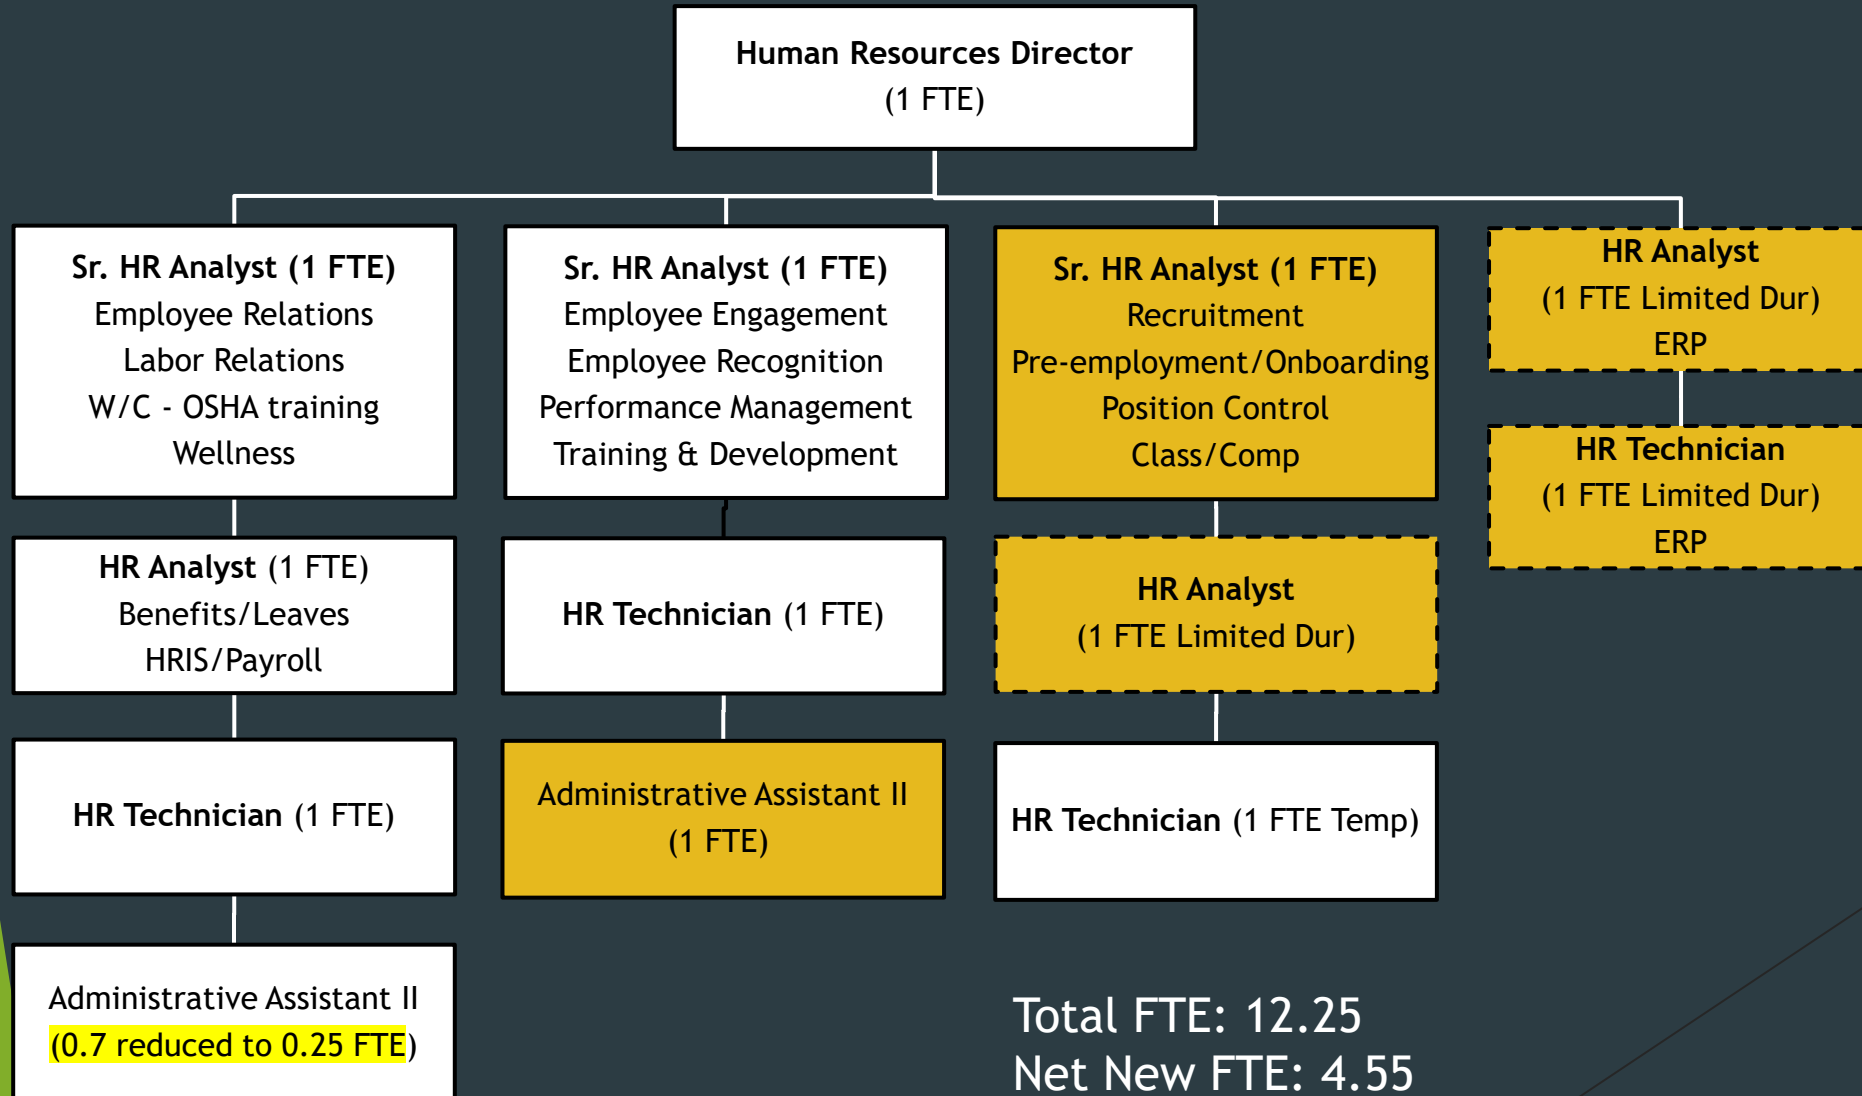 Human Resources Director
(1 FTE)
Sr. HR Analyst (1 FTE)
Employee Relations
Labor Relations
W/C - OSHA training
Wellness
HR Analyst (1 FTE)
Benefits/Leaves
HRIS/Payroll
HR Technician (1 FTE)
Administrative Assistant II
(0.7 reduced to 0.25 FTE)
Sr. HR Analyst (1 FTE)
Employee Engagement
Employee Recognition
Performance Management
Training & Development
HR Technician (1 FTE)
Administrative Assistant II
(1 FTE)
Sr. HR Analyst (1 FTE)
Recruitment
Pre-employment/Onboarding
Position Control
Class/Comp
HR Analyst
(1 FTE Limited Dur)
HR Technician (1 FTE Temp)
HR Analyst
(1 FTE Limited Dur)
ERP
HR Technician
(1 FTE Limited Dur)
ERP
Total FTE: 12.25
Net New FTE: 4.55